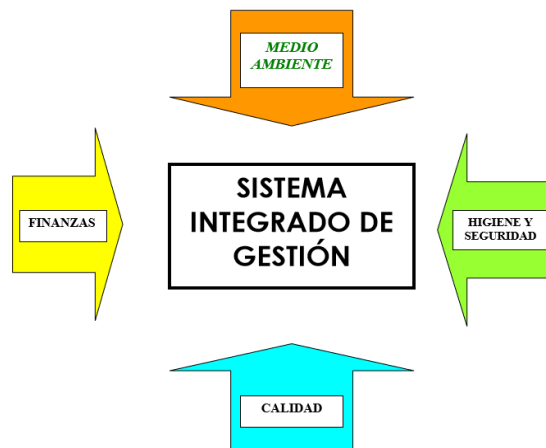 MEDIO
AMBIENTE
SISTEMA
INTEGRADO DE
GESTIÓN
FINANZAS
HIGIENE Y
SEGURIDAD
CALIDAD